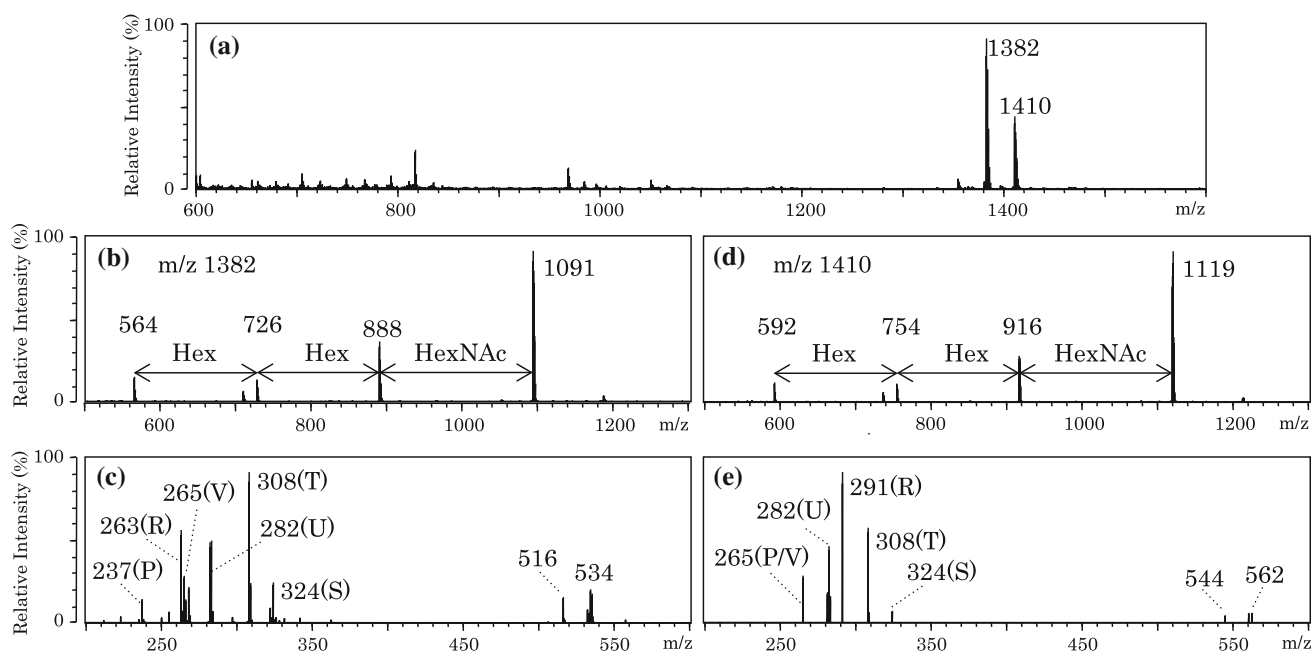 Relative Intensity (%)
100
0
(a)
1382
1410
600
800
1000
1200
1400
m/z
Relative Intensity (%)
100
0
(b)
m/z 1382
1091
564
726
888
Hex
Hex
HexNAc
600
800
1000
1200
m/z
(d)
m/z 1410
1119
592
754
916
Hex
Hex
HexNAc
600
800
1000
1200
m/z
Relative Intensity (%)
100
0
(c)
308(T)
265(V)
263(R)
282(U)
237(P)
324(S)
516
534
250
350
450
550
m/z
(e)
291(R)
282(U)
308(T)
265(P/V)
324(S)
544
562
250
350
450
550
m/z